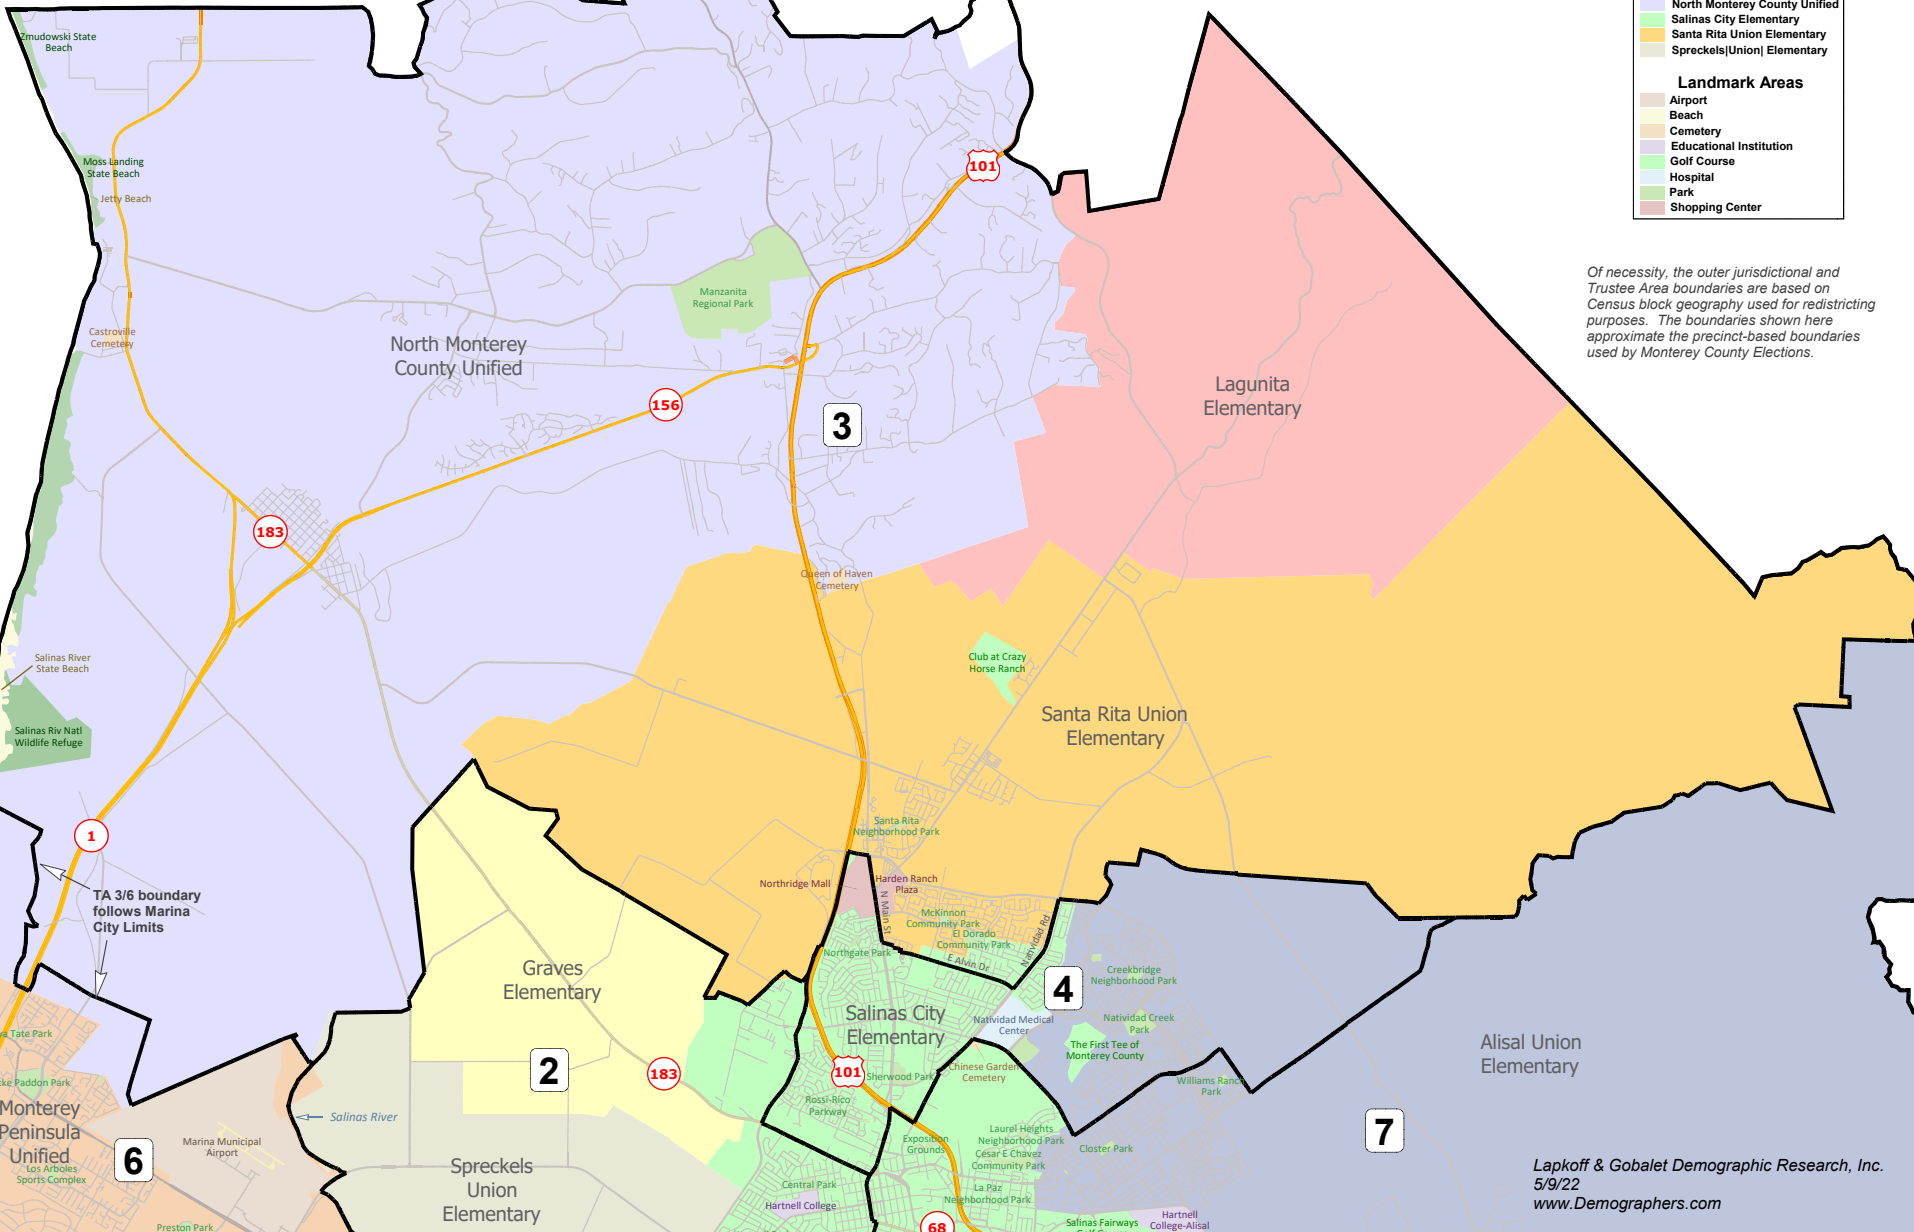 North Monterey County Unified
Salinas City Elementary
Santa Rita Union Elementary
Spreckels|Union| Elementary
Landmark Areas
Airport
Beach
Cemetery
Educational Institution
Golf Course
Hospital
Park
Shopping Center
Of necessity, the outer jurisdictional and
Trustee Area boundaries are based on
Census block geography used for redistricting
purposes. The boundaries shown here
approximate the precinct-based boundaries
used by Monterey County Elections.
Zmudowski State
Beach
Moss Landing
State Beach
Jetty Beach
101
Manzanita
Regional Park
Castroville
Cemetery
North Monterey
County Unified
156
3
Lagunita
Elementary
183
Queen of Haven
Cemetery
Salinas River
State Beach
Club at Crazy
Horse Ranch
Salinas Riv Natl
Wildlife Refuge
Santa Rita Union
Elementary
1
Santa Rita
Neighborhood Park
TA 3/6 boundary
follows Marina
City Limits
Northridge Mall
Harden Ranch
Plaza
N Main St
McKinnon
Community Park
El Dorado
Community Park
Natividad Rd
E Alvin Dr
Northgate Park
Graves
Elementary
4
Creekbridge
Neighborhood Park
Salinas City
Elementary
Natividad Medical
Center
Natividad Creek
Park
The First Tee of
Monterey County
Alisal Union
Elementary
Tate Park
2
183
101
Sherwood Park
Chinese Garden
Cemetery
Williams Ranch
Park
Paddon Park
Rossi-Rico
Parkway
Salinas River
Monterey
Peninsula
Unified
6
Marina Municipal
Airport
Los Arboles
Sports Complex
Exposition
Grounds
Laurel Heights
Neighborhood Park
Cesar E Chavez
Community Park
Closter Park
7
Spreckels
Union
Elementary
Central Park
Hartnell College
La Paz
Neighborhood Park
Preston Park
68
Salinas Fairways
Hartnell
College-Alisal
Lapkoff & Gobalet Demographic Research, Inc.
5/9/22
www.Demographers.com